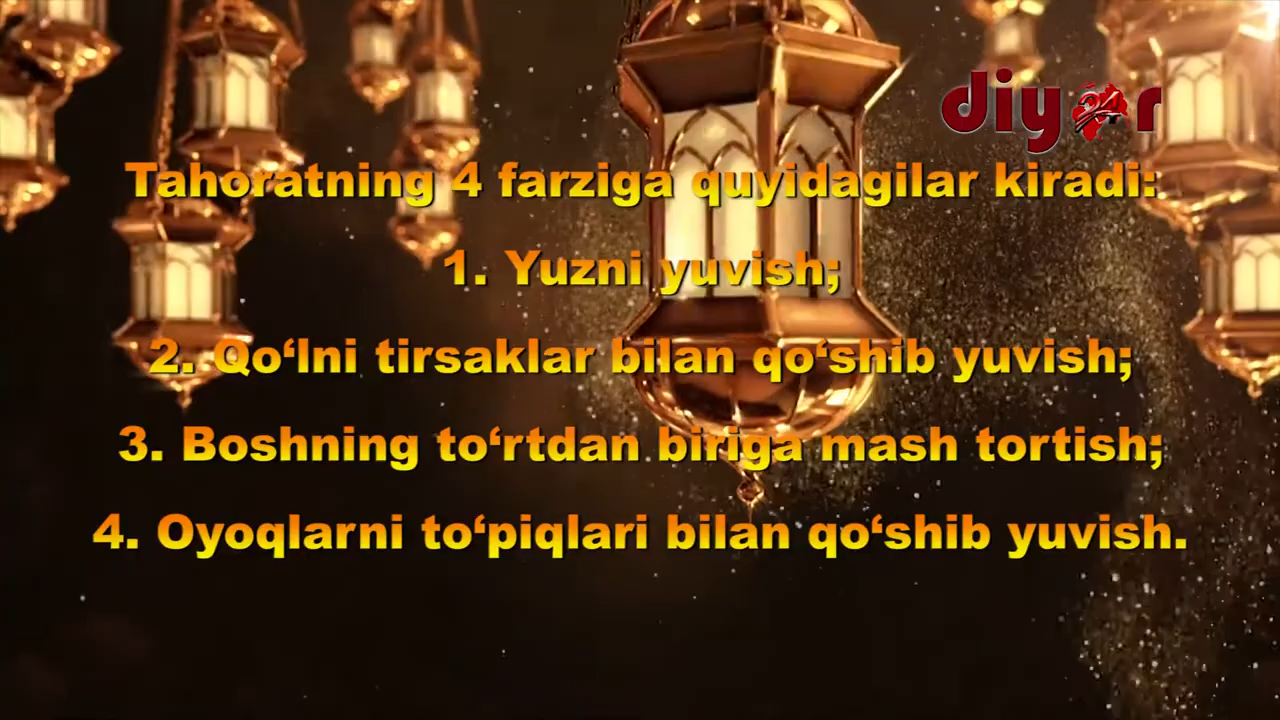 diyor
Tahoratning 4 farziga quyidagilar kiradi:
1. Yuzni yuvish;
2. Qo‘lni tirsaklar bilan qo‘shib yuvish;
3. Boshning to‘rtdan biriga mash tortish;
4. Oyoqlarni to‘piqlari bilan qo‘shib yuvish.